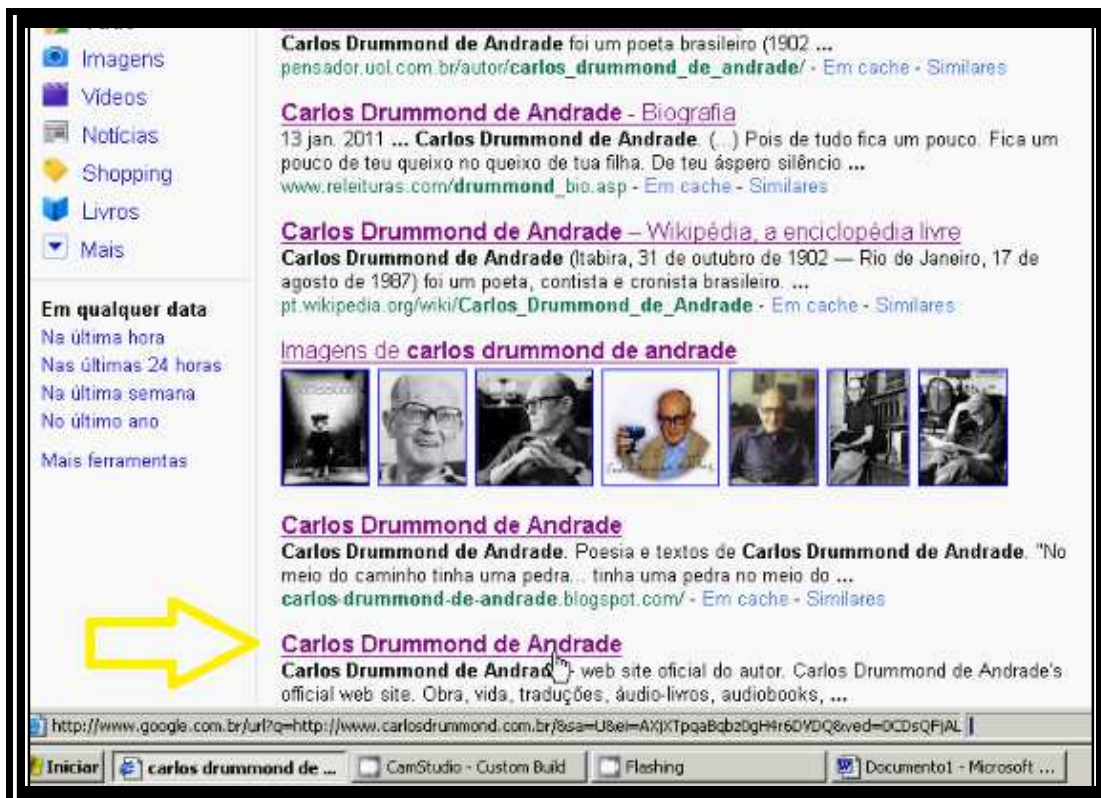 Imagens
Vídeos
Notícias
Shopping
Livros
Mais
Em qualquer data
Na última hora
Nas últimas 24 horas
Na última semana
No último ano
Mais ferramentas
Carlos Drummond de Andrade foi um poeta brasileiro (1902 ...
pensador.uol.com.br/autor/carlos_drummond_de_andrade/ - Em cache - Similares
Carlos Drummond de Andrade - Biografia
13 jan. 2011 ... Carlos Drummond de Andrade. (...) Pois de tudo fica um pouco. Fica um
pouco de teu queixo no queixo de tua filha. De teu áspero silêncio ...
www.releituras.com/drummond_bio.asp - Em cache - Similares
Carlos Drummond de Andrade – Wikipédia, a enciclopédia livre
Carlos Drummond de Andrade (Itabira, 31 de outubro de 1902 — Rio de Janeiro, 17 de
agosto de 1987) foi um poeta, contista e cronista brasileiro. ...
pt.wikipedia.org/wiki/Carlos_Drummond_de_Andrade - Em cache - Similares
Imagens de carlos drummond de andrade
Carlos Drummond de Andrade
Carlos Drummond de Andrade. Poesia e textos de Carlos Drummond de Andrade. "No
meio do caminho tinha uma pedra... tinha uma pedra no meio do ...
carlos-drummond-de-andrade.blogspot.com/ - Em cache - Similares
Carlos Drummond de Andrade
Carlos Drummond de Andrade - web site oficial do autor. Carlos Drummond de Andrade's
official web site. Obra, vida, traduções, áudio-livros, audiobooks, ...
Iniciar
carlos drummond de ...
CamStudio - Custom Build
Flashing
Documento1 - Microsoft ...